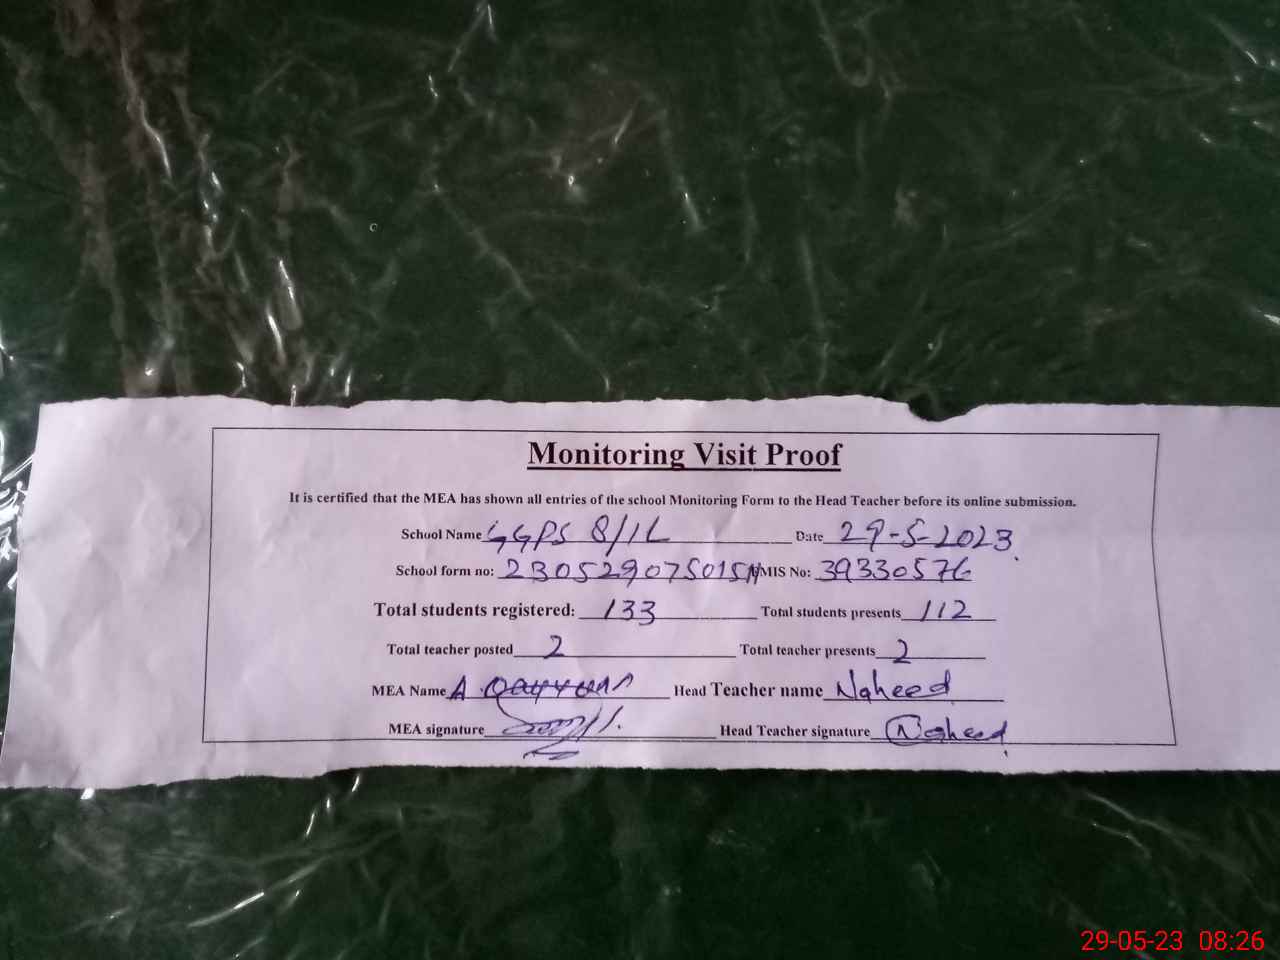 Monitoring Visit Proof
It is certified that the MEA has shown all entries of the school Monitoring Form to the Head Teacher before its online submission.
School Name GGPS 8/1L Date 29-5-2023
School form no: MIS No: 39330576
Total students registered: 133 Total students presents 112
Total teacher posted 2 Total teacher presents 2
MEA Name A. Qayyum Head Teacher name Naheed
MEA signature Head Teacher signature Naheed
29-05-23 08:26